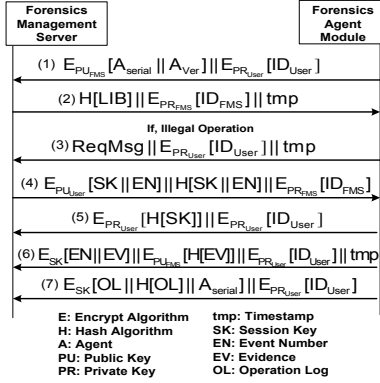 Forensics Management Server
Forensics Agent Module
(1) E_PU_FMS[A_serial || A_Ver] || E_PR_User[ID_User]
(2) H[LIB] || E_PR_FMS[ID_FMS] || tmp
If, Illegal Operation
(3) ReqMsg || E_PR_User[ID_User] || tmp
(4) E_PU_User[SK || EN] || H[SK || EN] || E_PR_FMS[ID_FMS]
(5) E_PR_User[H[SK]] || E_PR_User[ID_User]
(6) E_SK[EN || EV] || E_PU_FMS[H[EV]] || E_PR_User[ID_User] || tmp
(7) E_SK[OL || H[OL] || A_serial] || E_PR_User[ID_User]
E: Encrypt Algorithm
H: Hash Algorithm
A: Agent
PU: Public Key
PR: Private Key
tmp: Timestamp
SK: Session Key
EN: Event Number
EV: Evidence
OL: Operation Log